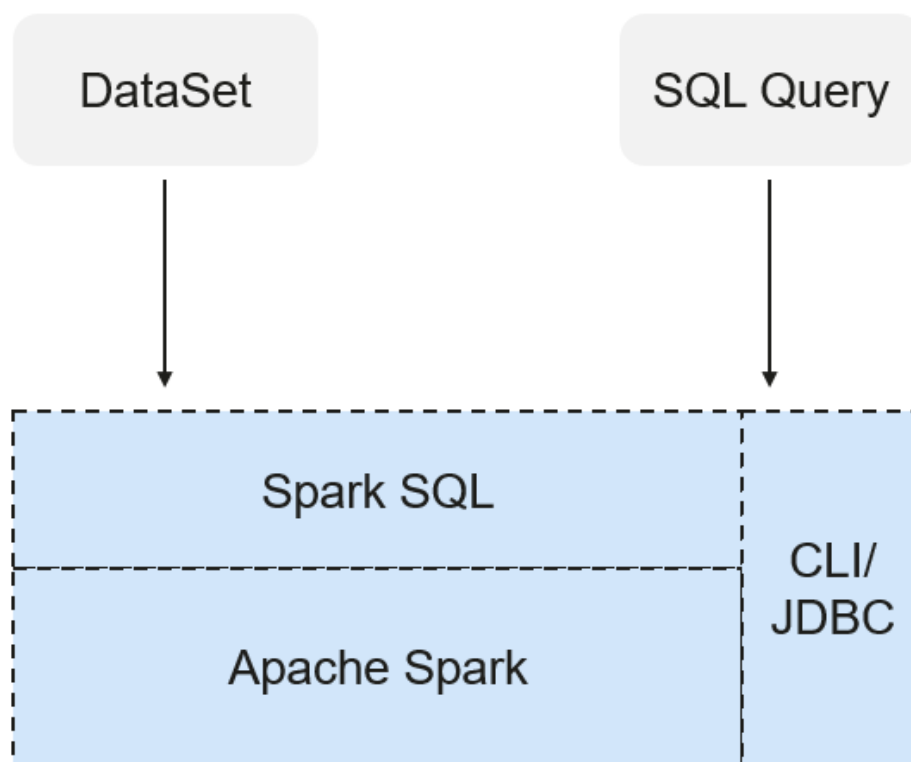 DataSet
SQL Query
Spark SQL
CLI/
JDBC
Apache Spark